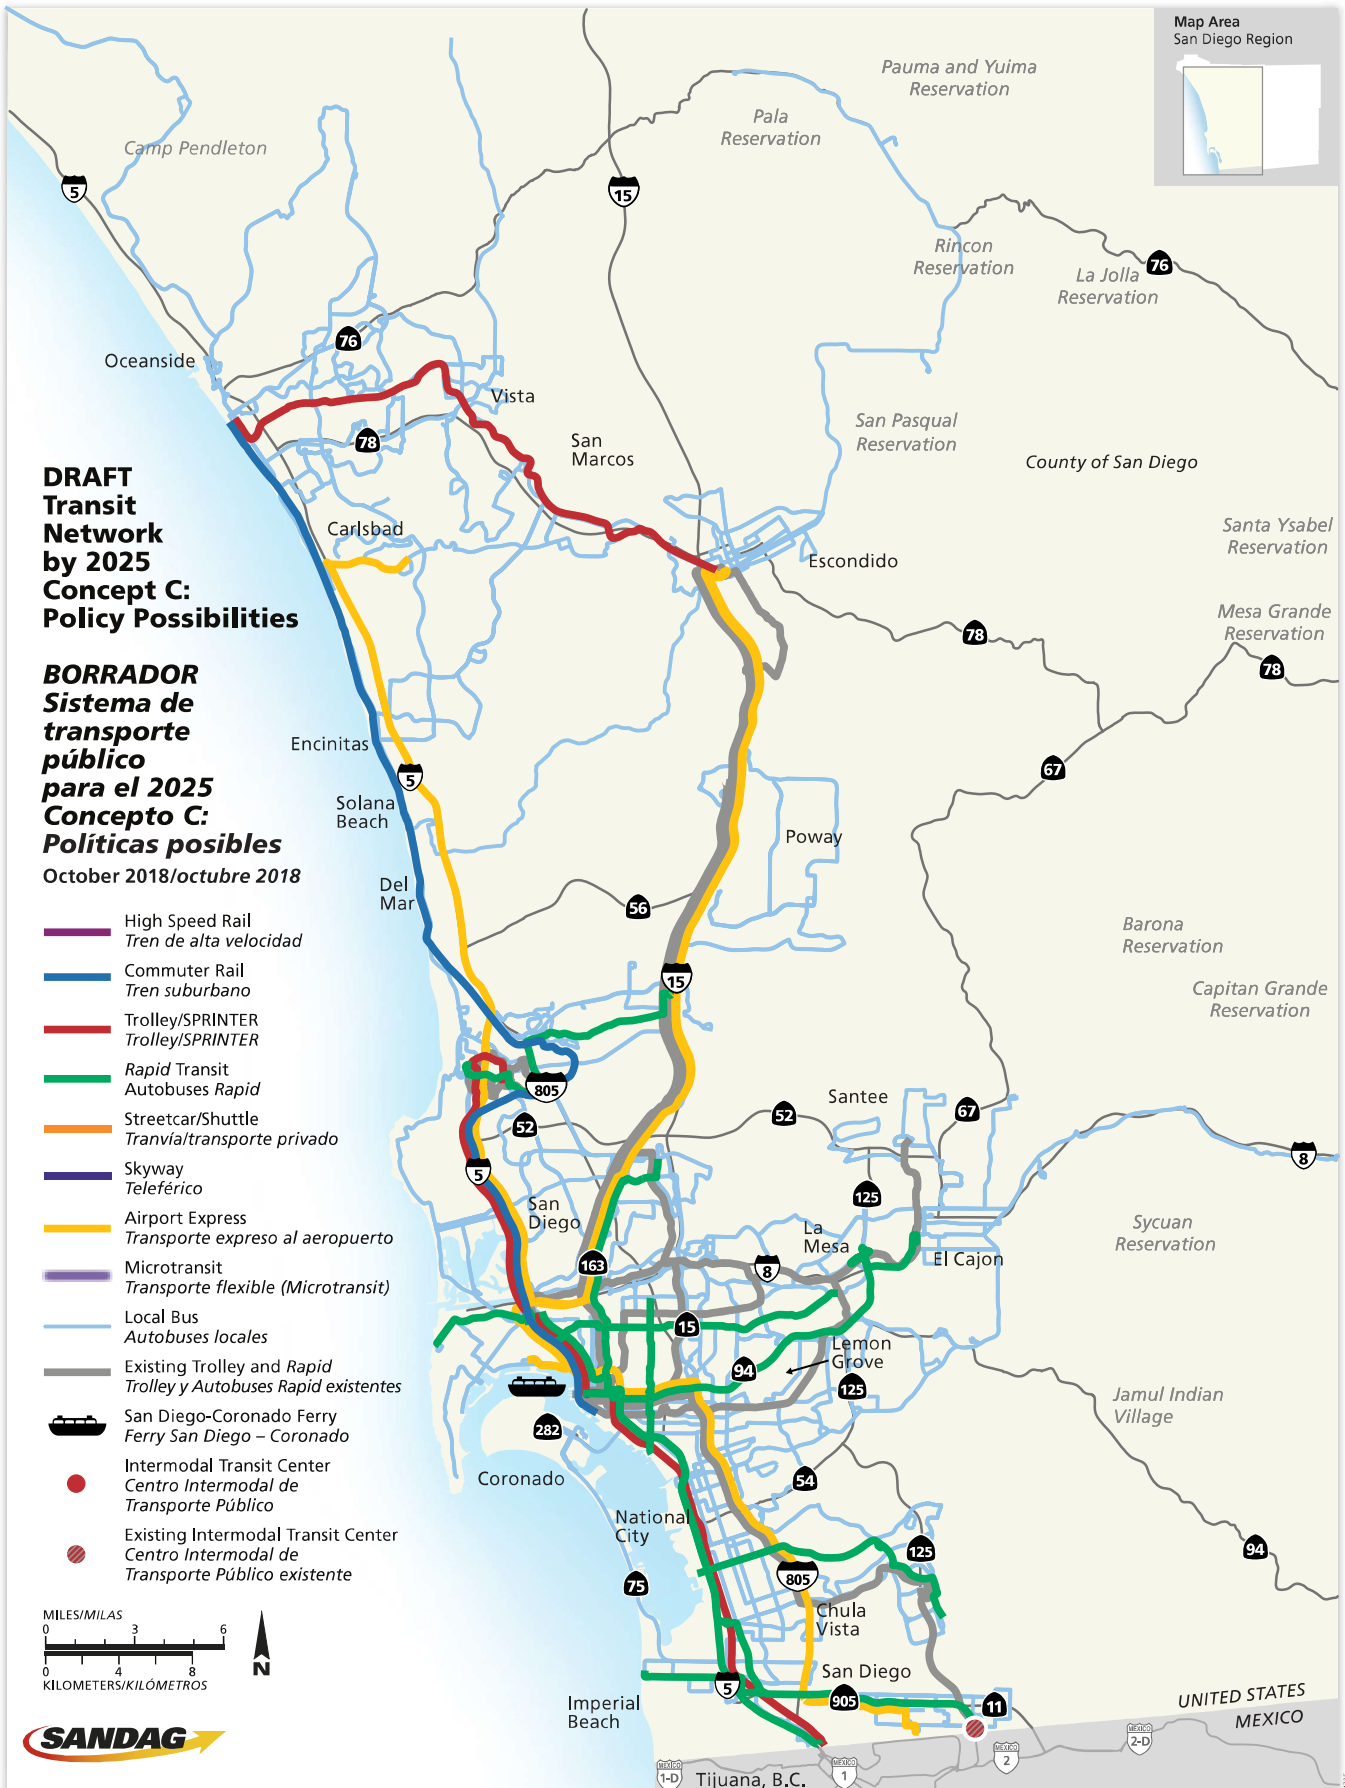 Map Area
San Diego Region
Pauma and Yuima
Reservation
Pala
Reservation
Camp Pendleton
5
15
Rincon
Reservation
La Jolla
Reservation
76
76
Oceanside
Vista
78
San
Marcos
San Pasqual
Reservation
County of San Diego
Carlsbad
Escondido
Santa Ysabel
Reservation
Mesa Grande
Reservation
78
78
DRAFT
Transit
Network
by 2025
Concept C:
Policy Possibilities
BORRADOR
Sistema de
transporte
público
para el 2025
Concepto C:
Políticas posibles
October 2018/octubre 2018
Encinitas
5
67
Solana
Beach
Poway
Del
Mar
56
Barona
Reservation
15
Capitan Grande
Reservation
High Speed Rail
Tren de alta velocidad
Commuter Rail
Tren suburbano
Trolley/SPRINTER
Trolley/SPRINTER
Rapid Transit
Autobuses Rapid
Streetcar/Shuttle
Tranvía/transporte privado
Skyway
Teleférico
Airport Express
Transporte expreso al aeropuerto
Microtransit
Transporte flexible (Microtransit)
Local Bus
Autobuses locales
Existing Trolley and Rapid
Trolley y Autobuses Rapid existentes
San Diego-Coronado Ferry
Ferry San Diego – Coronado
Intermodal Transit Center
Centro Intermodal de
Transporte Público
Existing Intermodal Transit Center
Centro Intermodal de
Transporte Público existente
805
52
52
Santee
67
8
5
San
Diego
125
La
Mesa
Sycuan
Reservation
163
8
El Cajon
15
Lemon
Grove
94
125
Jamul Indian
Village
282
Coronado
54
National
City
125
94
75
805
Chula
Vista
San Diego
5
905
11
Imperial
Beach
UNITED STATES
MEXICO
MEXICO
2-D
MEXICO
2
MEXICO
1
MEXICO
1-D
Tijuana, B.C.
MILES/MILAS
0 3 6
0 4 8
KILOMETERS/KILÓMETROS
N
SANDAG